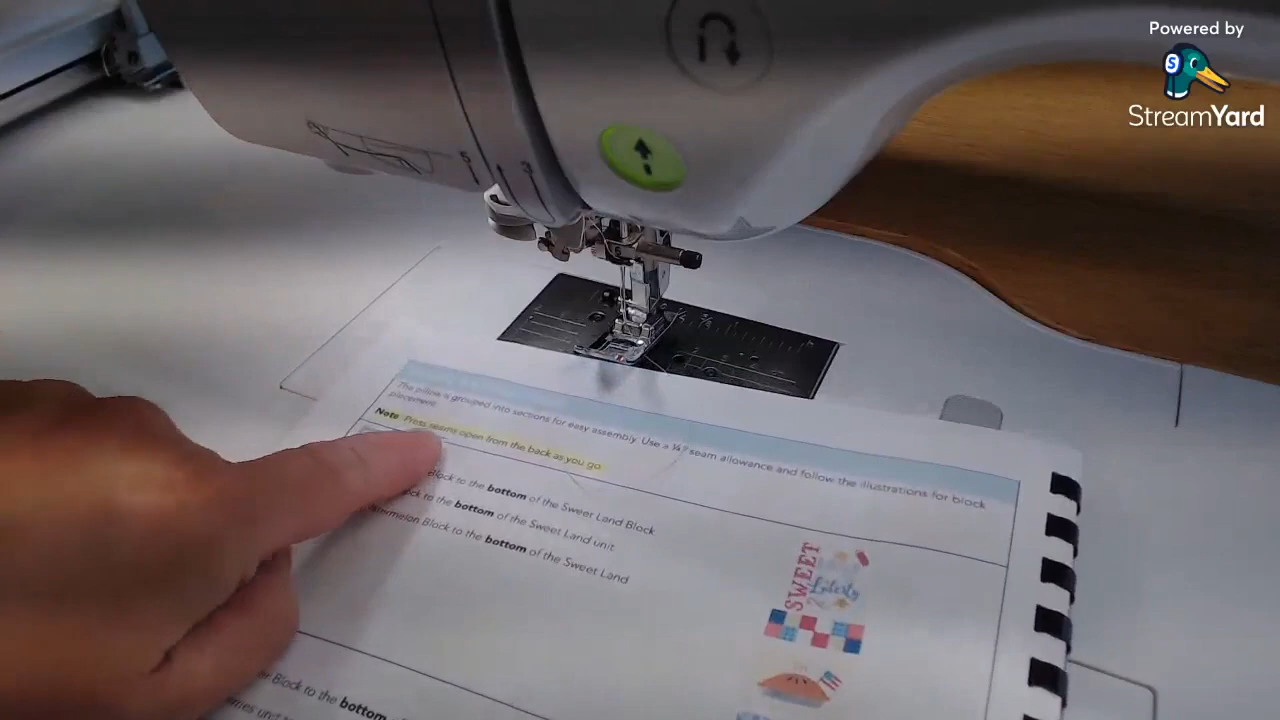 Powered by
StreamYard
S
The pillow is grouped into sections for easy assembly. Use a ¼" seam allowance and follow the illustrations for block
placement.
Note: Press seams open from the back as you go
Block to the bottom of the Sweet Land Block
to the bottom of the Sweet Land unit
Block to the bottom of the Sweet Land
SWEET
Liberty
Block to the bottom
unit